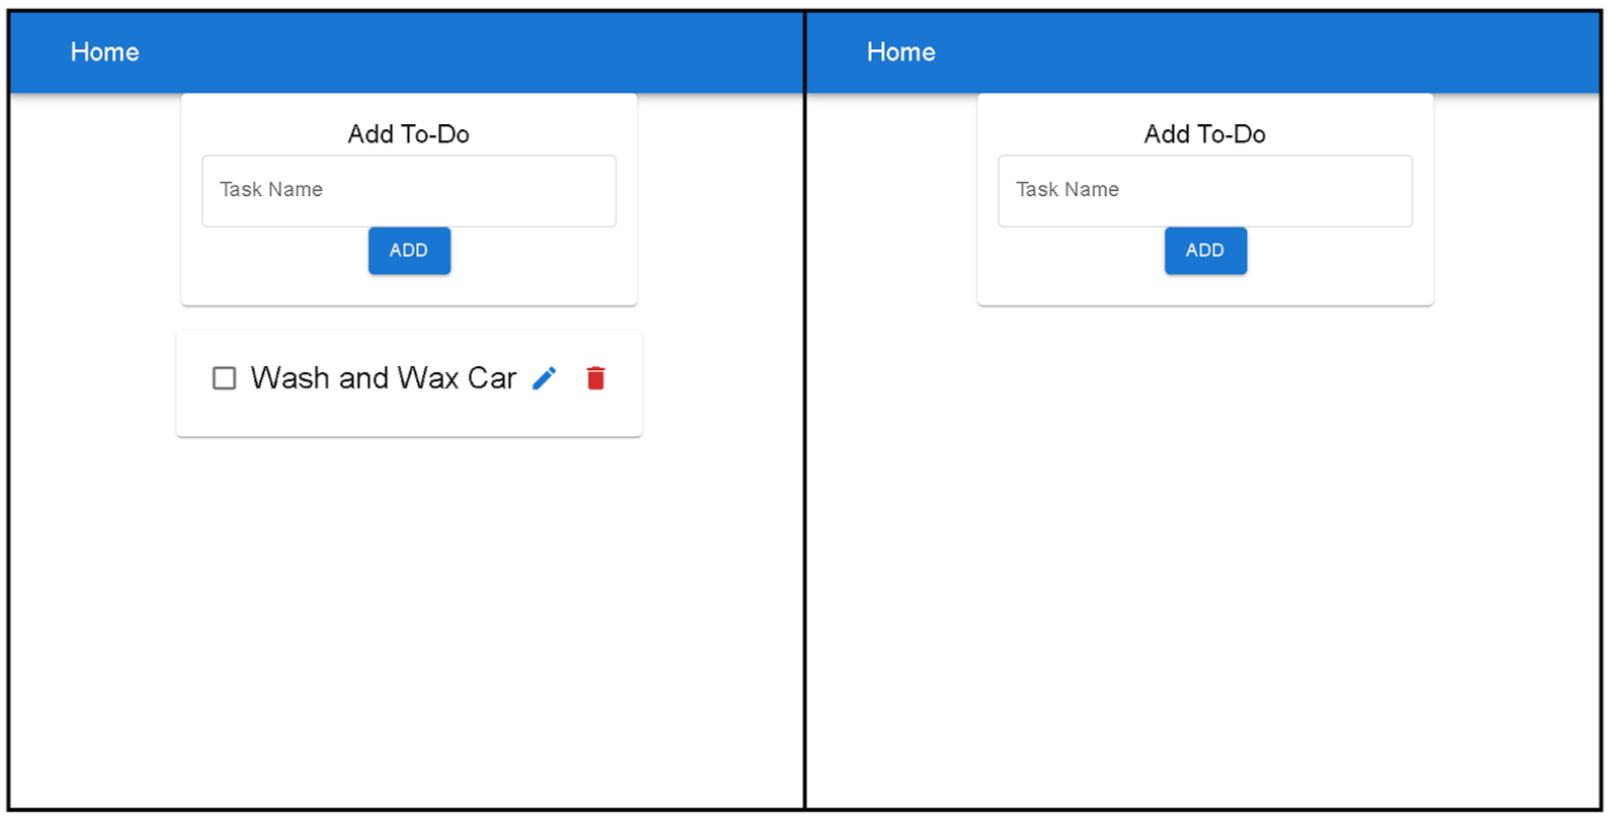 Home
Add To-Do
Task Name
ADD
Wash and Wax Car
Home
Add To-Do
Task Name
ADD